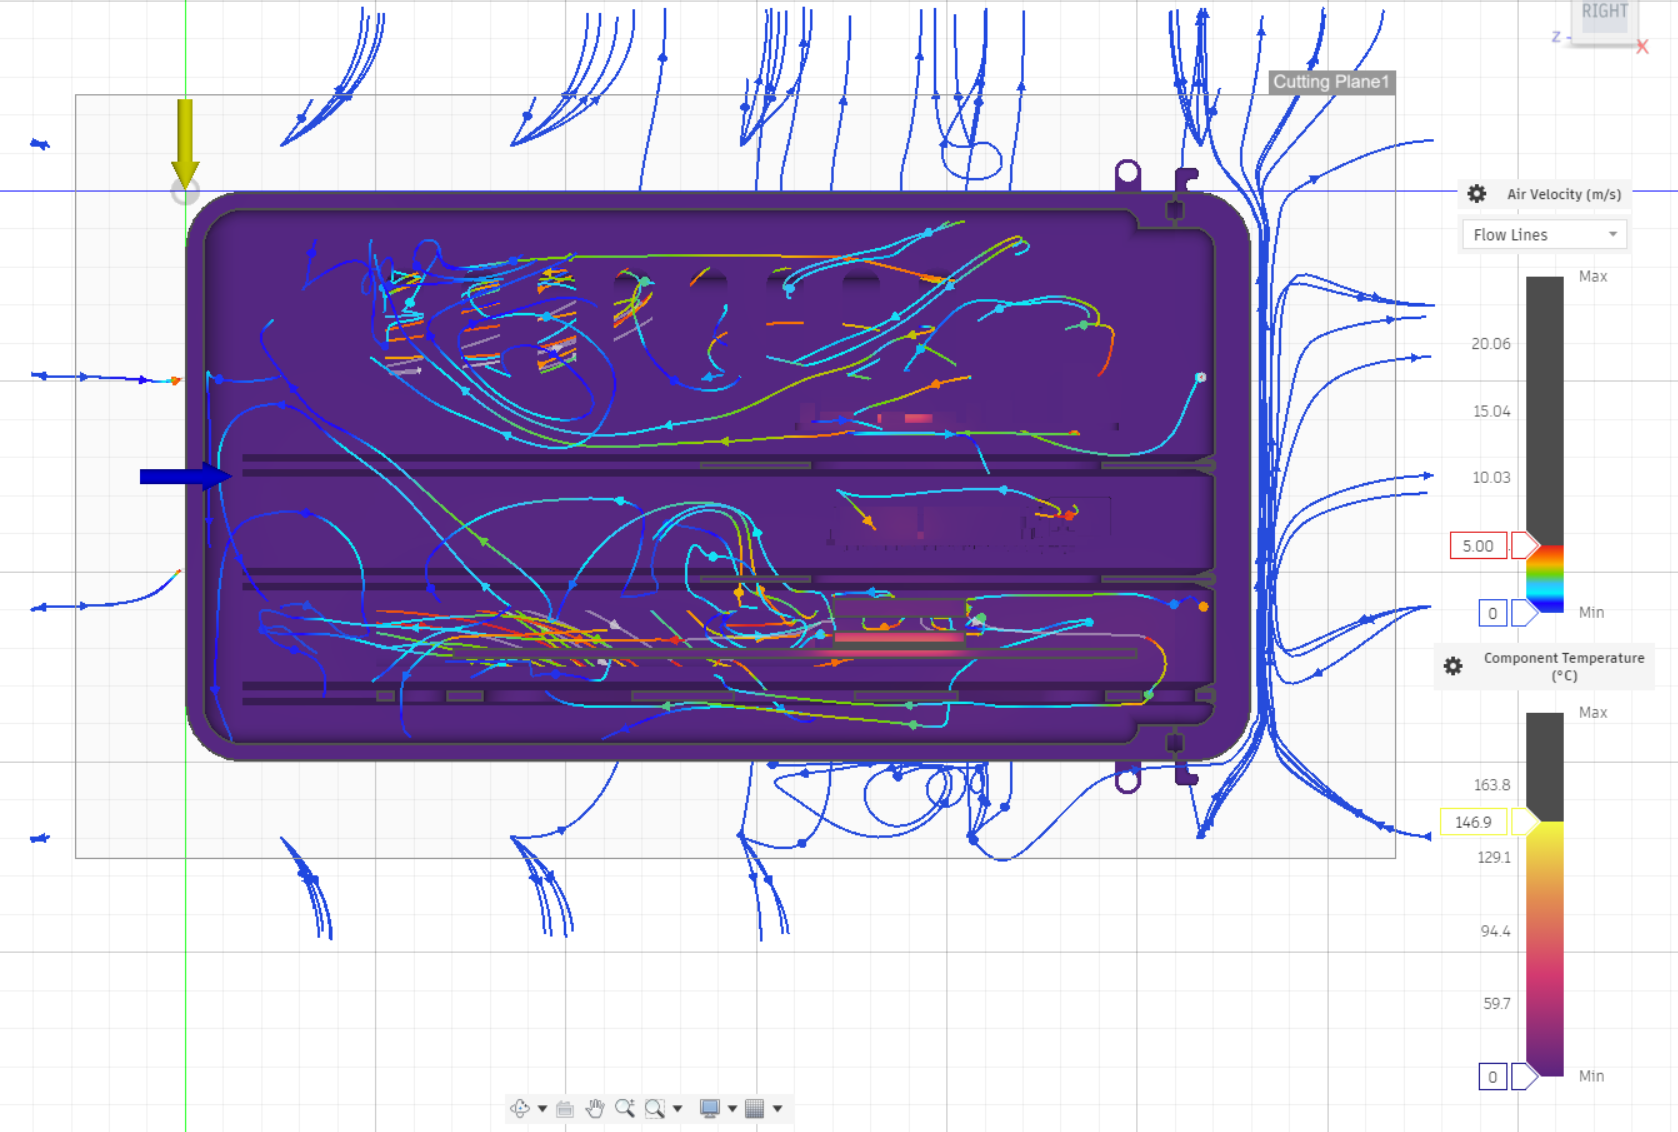 RIGHT
Z
X
Cutting Plane1
Air Velocity (m/s)
Flow Lines
Max
20.06
15.04
10.03
5.00
0
Min
Component Temperature
(°C)
Max
163.8
146.9
129.1
94.4
59.7
0
Min